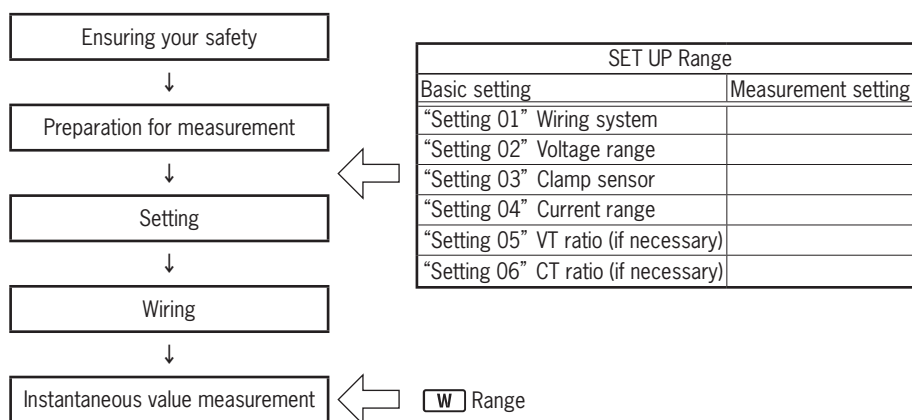 Ensuring your safety
↓
Preparation for measurement
↓
Setting
↓
Wiring
↓
Instantaneous value measurement
SET UP Range
Basic setting Measurement setting
“Setting 01” Wiring system
“Setting 02” Voltage range
“Setting 03” Clamp sensor
“Setting 04” Current range
“Setting 05” VT ratio (if necessary)
“Setting 06” CT ratio (if necessary)
W Range